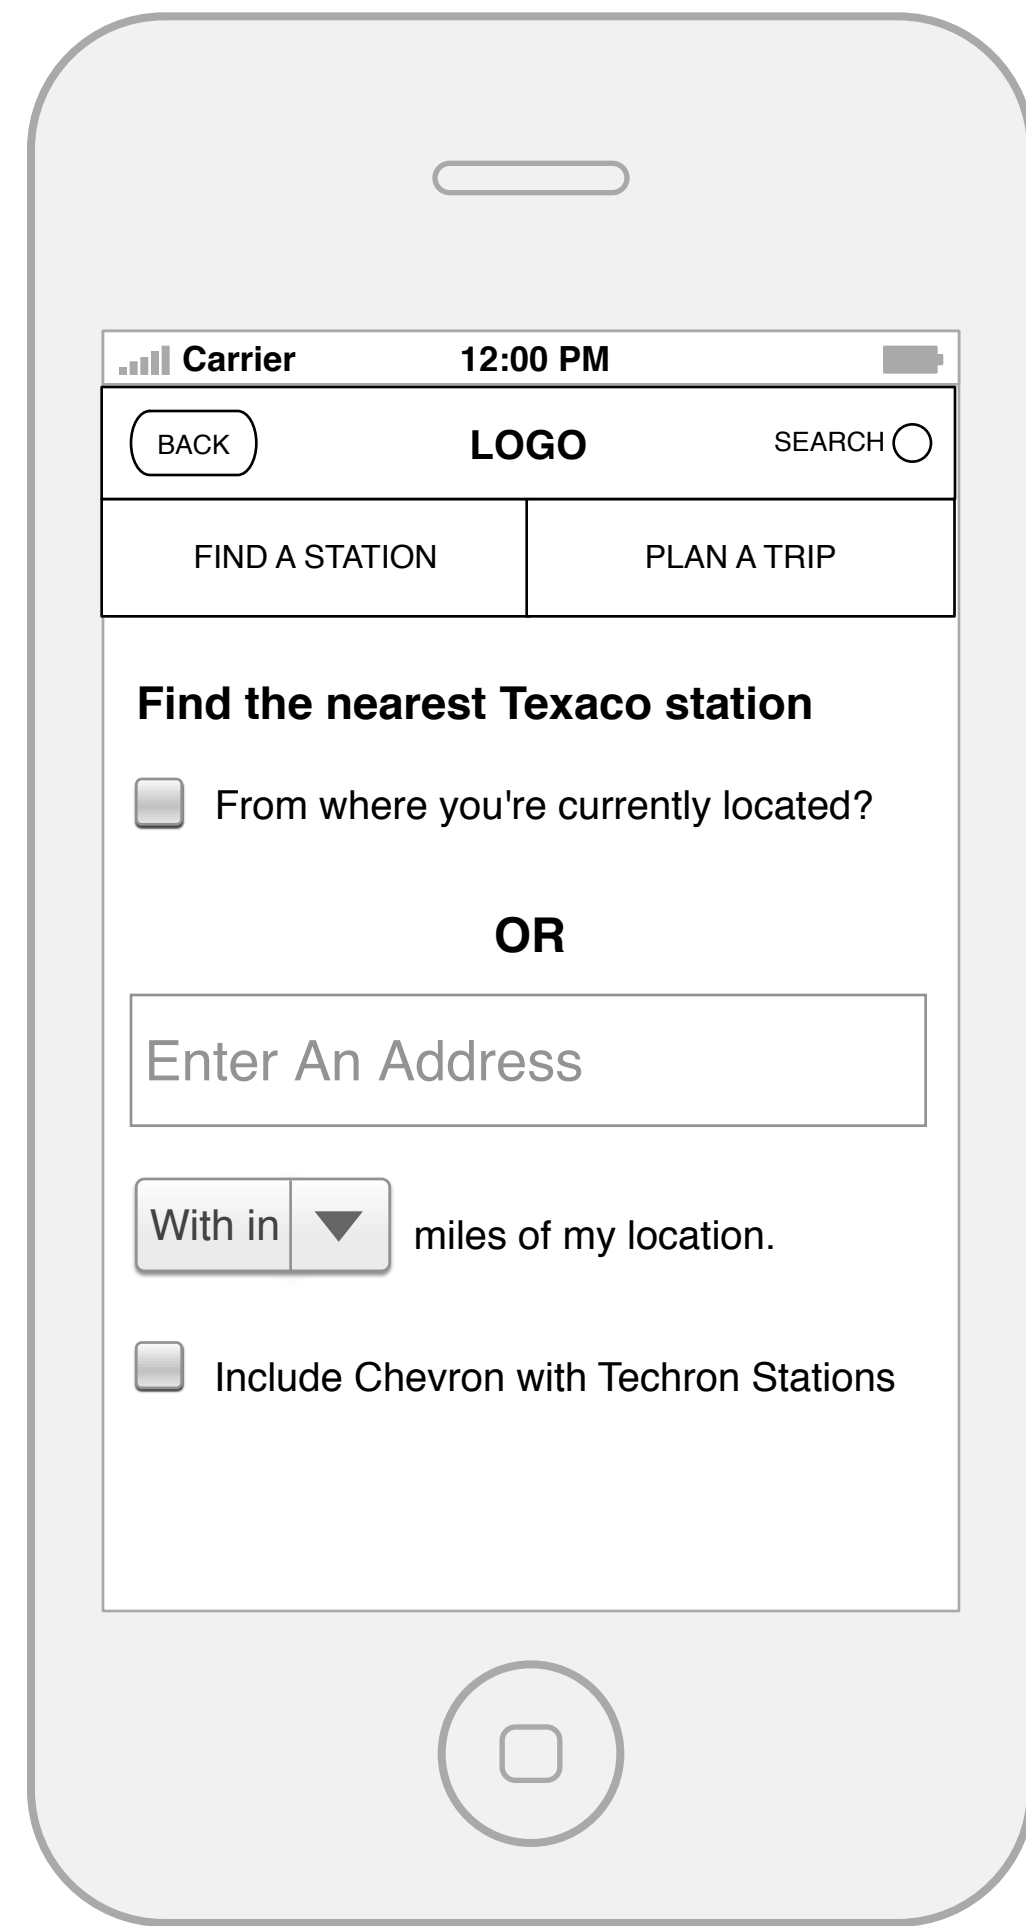 Carrier 12:00 PM
BACK LOGO SEARCH
FIND A STATION PLAN A TRIP
Find the nearest Texaco station
From where you're currently located?
OR
Enter An Address
With in miles of my location.
Include Chevron with Techron Stations